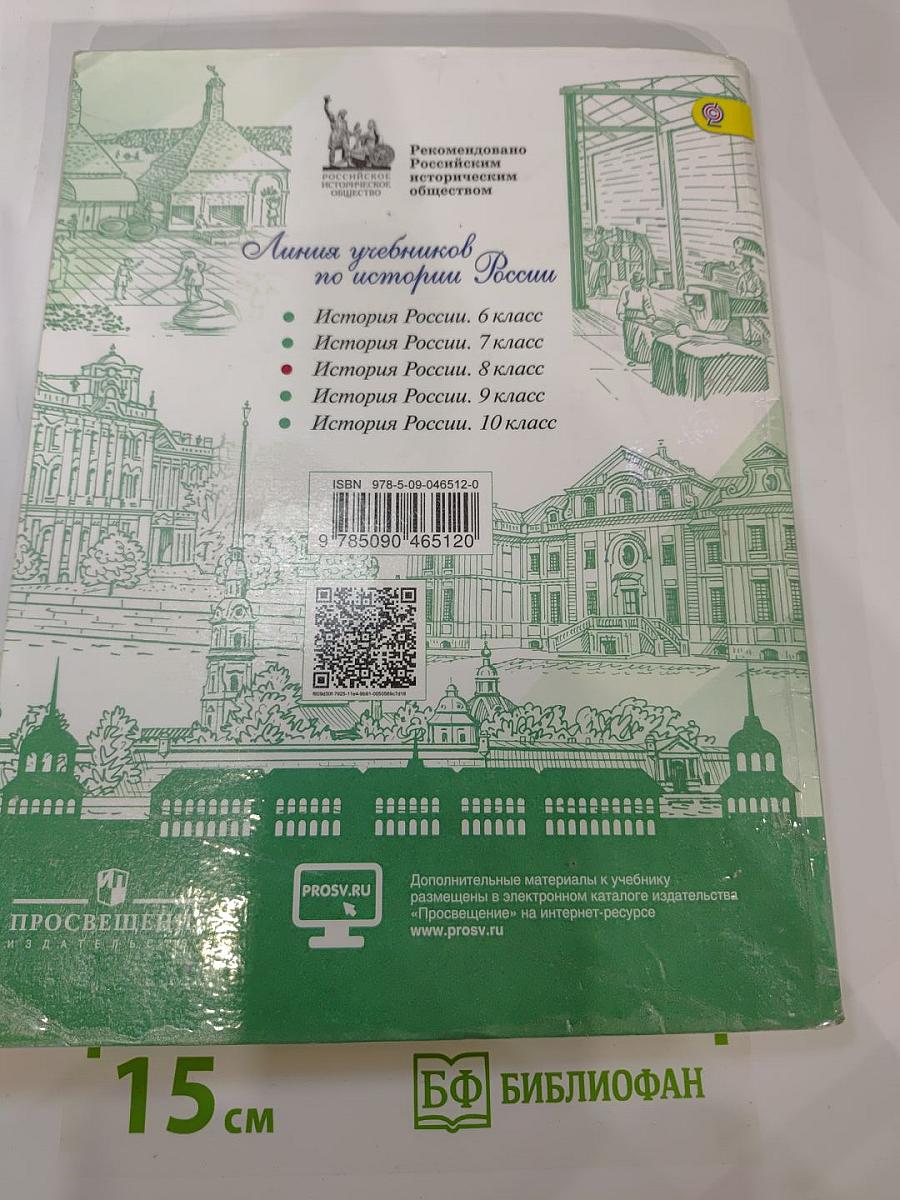 РОССИЙСКОЕ
ИСТОРИЧЕСКОЕ
ОБЩЕСТВО
Рекомендовано
Российским
историческим
обществом
Линия учебников
по истории России
История России. 6 класс
История России. 7 класс
История России. 8 класс
История России. 9 класс
История России. 10 класс
ISBN 978-5-09-046512-0
9 785090 465120
PROSV.RU
Дополнительные материалы к учебнику
размещены в электронном каталоге издательства
«Просвещение» на интернет-ресурсе
www.prosv.ru
15 см
БФ БИБЛИОФАН